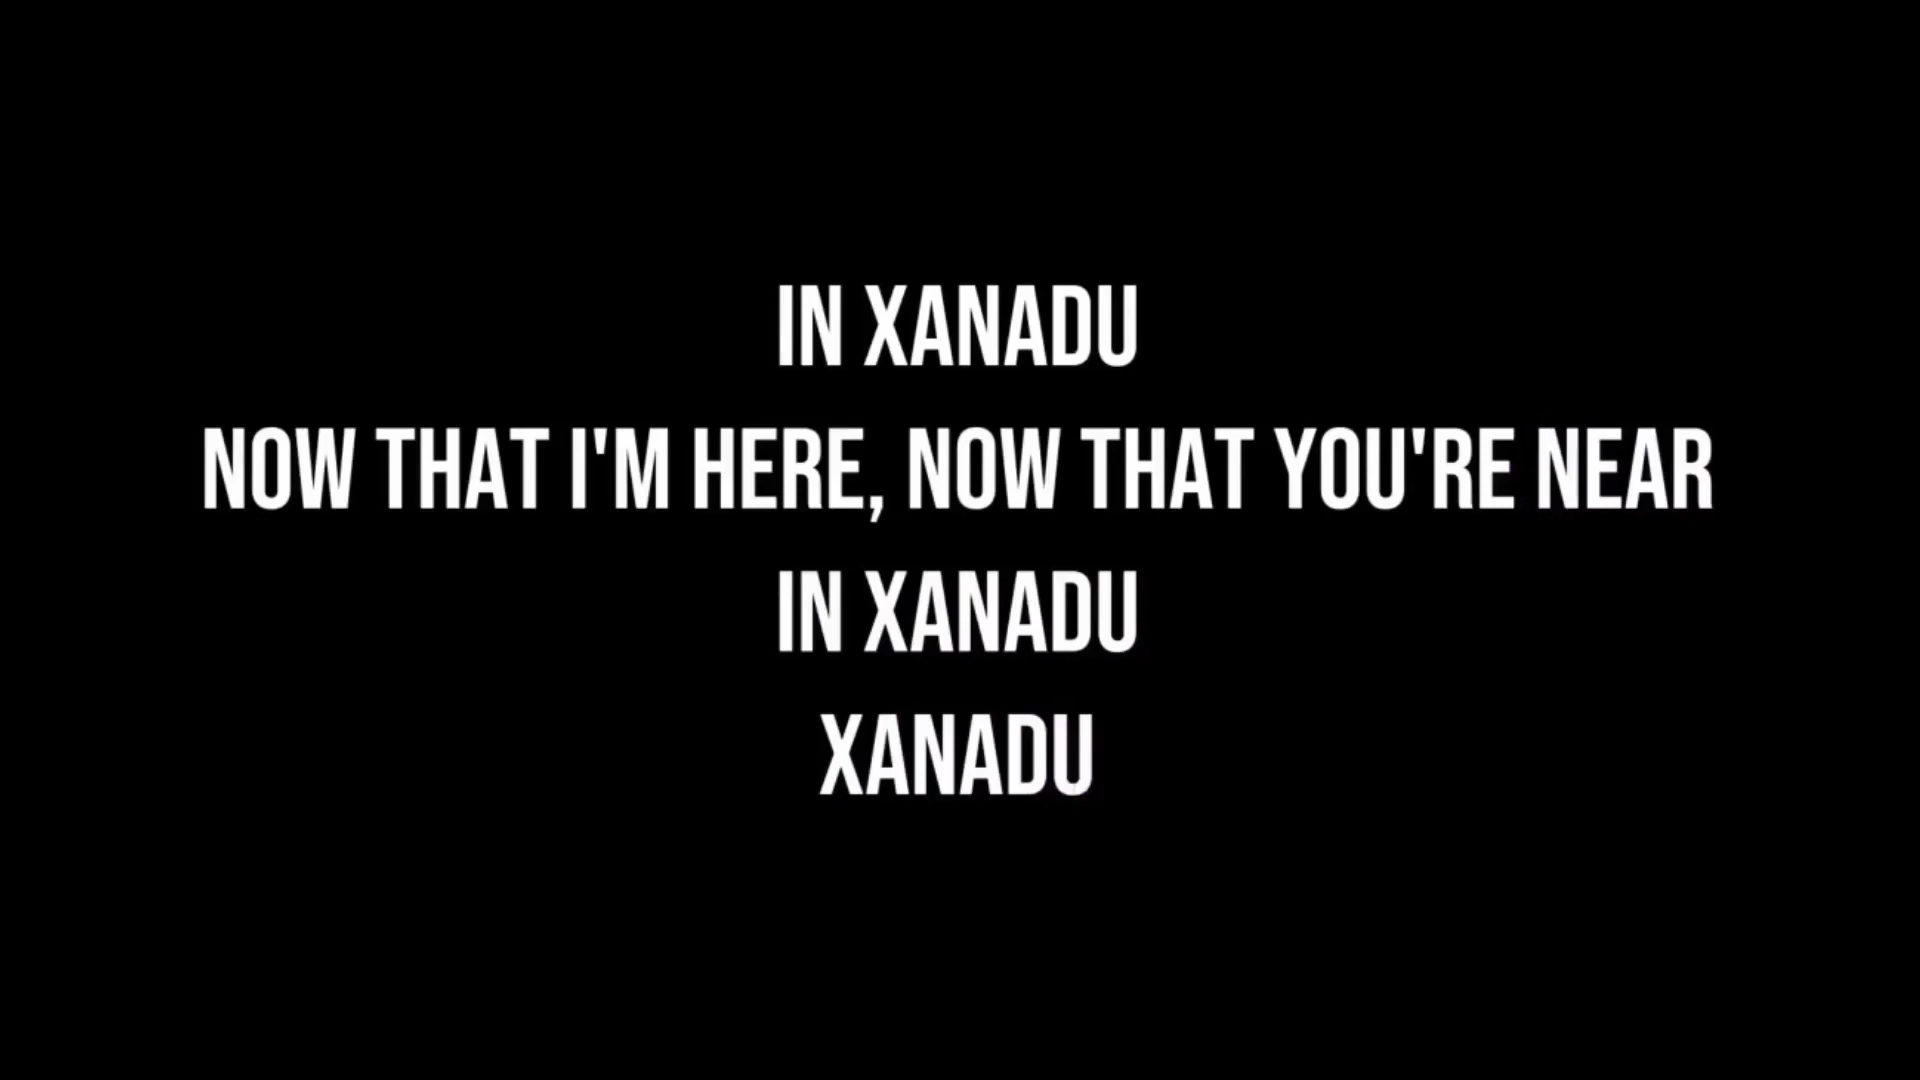 IN XANADU
NOW THAT I'M HERE, NOW THAT YOU'RE NEAR
IN XANADU
XANADU